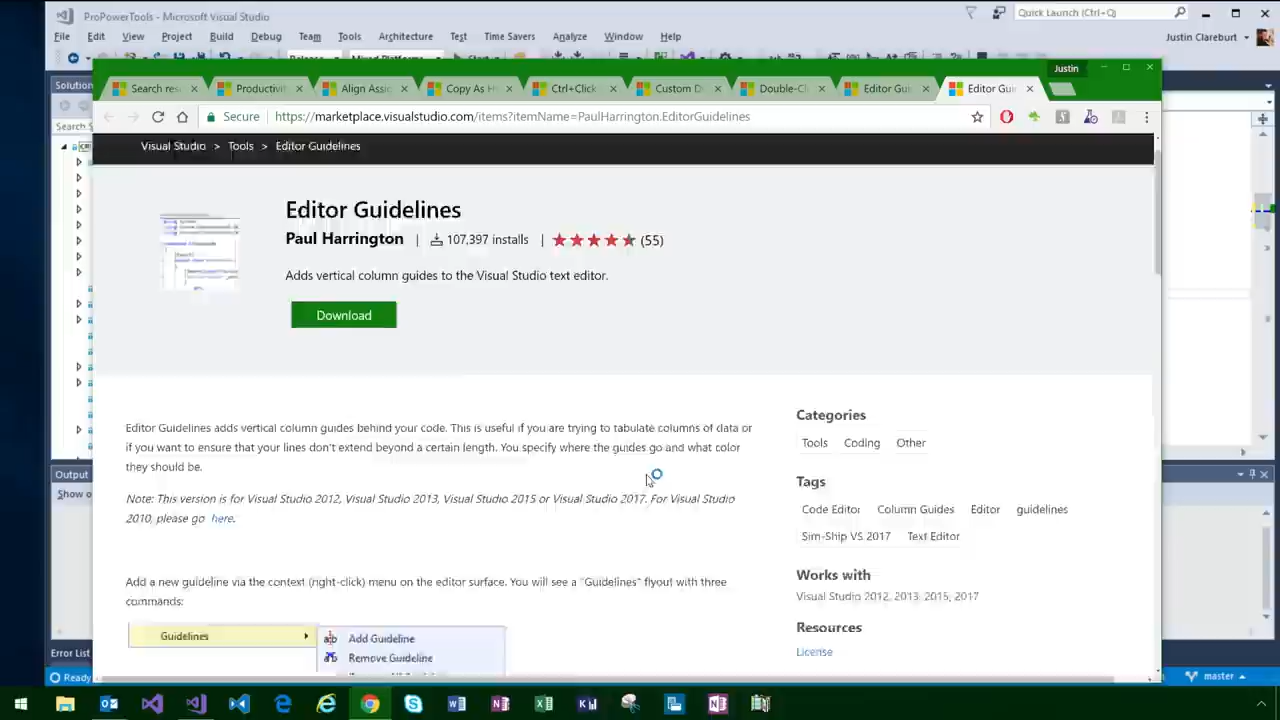 ProPowerTools - Microsoft Visual Studio
Quick Launch (Ctrl+Q)
File Edit View Project Build Debug Team Tools Architecture Test Time Savers Analyze Window Help
Justin Clareburt
Justin
Search res Productivit Align Assig Copy As H Ctrl+Click Custom D Double-Cl Editor Gui Editor Gui
Secure https://marketplace.visualstudio.com/items?itemName=PaulHarrington.EditorGuidelines
Solution
Search S
Visual Studio > Tools > Editor Guidelines
Editor Guidelines
Paul Harrington | 107,397 installs | (55)
Adds vertical column guides to the Visual Studio text editor.
Download
Editor Guidelines adds vertical column guides behind your code. This is useful if you are trying to tabulate columns of data or
if you want to ensure that your lines don't extend beyond a certain length. You specify where the guides go and what color
they should be.
Note: This version is for Visual Studio 2012, Visual Studio 2013, Visual Studio 2015 or Visual Studio 2017. For Visual Studio
2010, please go here.
Add a new guideline via the context (right-click) menu on the editor surface. You will see a "Guidelines" flyout with three
commands:
Guidelines
Add Guideline
Remove Guideline
Categories
Tools Coding Other
Tags
Code Editor Column Guides Editor guidelines
Sim-Ship VS 2017 Text Editor
Works with
Visual Studio 2012, 2013, 2015, 2017
Resources
License
Output
Show o
Error List
Ready
master